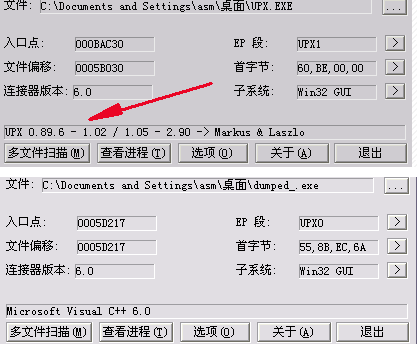 文件: C:\Documents and Settings\asm\桌面\UPX.EXE ...
入口点: 000BAC30 EP 段: UPX1 >
文件偏移: 0005B030 首字节: 60,BE,00,00 >
连接器版本: 6.0 子系统: Win32 GUI >
UPX 0.89.6 - 1.02 / 1.05 - 2.90 -> Markus & Laszlo
多文件扫描(M) 查看进程(T) 选项(O) 关于(A) 退出
文件: C:\Documents and Settings\asm\桌面\dumped_.exe ...
入口点: 0005D217 EP 段: UPX0 >
文件偏移: 0005D217 首字节: 55,8B,EC,6A >
连接器版本: 6.0 子系统: Win32 GUI >
Microsoft Visual C++ 6.0
多文件扫描(M) 查看进程(T) 选项(O) 关于(A) 退出